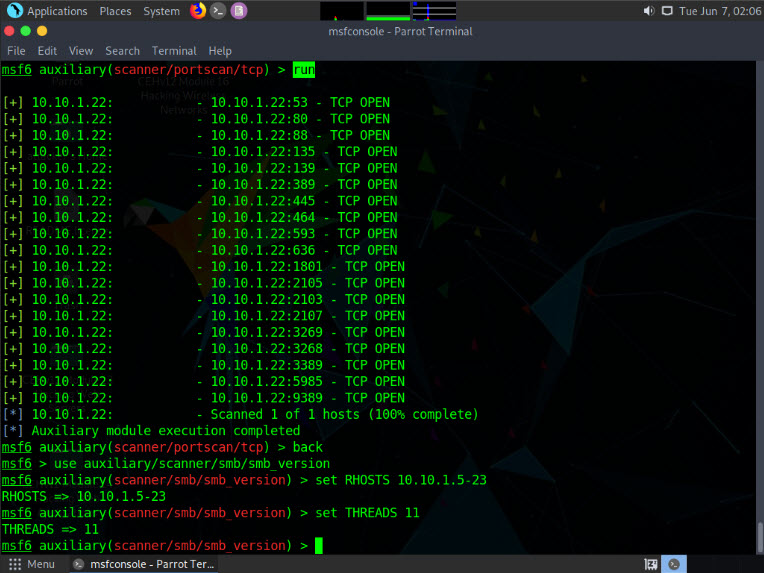 Applications Places System Tue Jun 7, 02:06
msfconsole - Parrot Terminal
File Edit View Search Terminal Help
msf6 auxiliary(scanner/portscan/tcp) > run
[+] 10.10.1.22: - 10.10.1.22:53 - TCP OPEN
[+] 10.10.1.22: - 10.10.1.22:80 - TCP OPEN
[+] 10.10.1.22: - 10.10.1.22:88 - TCP OPEN
[+] 10.10.1.22: - 10.10.1.22:135 - TCP OPEN
[+] 10.10.1.22: - 10.10.1.22:139 - TCP OPEN
[+] 10.10.1.22: - 10.10.1.22:389 - TCP OPEN
[+] 10.10.1.22: - 10.10.1.22:445 - TCP OPEN
[+] 10.10.1.22: - 10.10.1.22:464 - TCP OPEN
[+] 10.10.1.22: - 10.10.1.22:593 - TCP OPEN
[+] 10.10.1.22: - 10.10.1.22:636 - TCP OPEN
[+] 10.10.1.22: - 10.10.1.22:1801 - TCP OPEN
[+] 10.10.1.22: - 10.10.1.22:2105 - TCP OPEN
[+] 10.10.1.22: - 10.10.1.22:2103 - TCP OPEN
[+] 10.10.1.22: - 10.10.1.22:2107 - TCP OPEN
[+] 10.10.1.22: - 10.10.1.22:3269 - TCP OPEN
[+] 10.10.1.22: - 10.10.1.22:3268 - TCP OPEN
[+] 10.10.1.22: - 10.10.1.22:3389 - TCP OPEN
[+] 10.10.1.22: - 10.10.1.22:5985 - TCP OPEN
[+] 10.10.1.22: - 10.10.1.22:9389 - TCP OPEN
[*] 10.10.1.22: - Scanned 1 of 1 hosts (100% complete)
[*] Auxiliary module execution completed
msf6 auxiliary(scanner/portscan/tcp) > back
msf6 > use auxiliary/scanner/smb/smb_version
msf6 auxiliary(scanner/smb/smb_version) > set RHOSTS 10.10.1.5-23
RHOSTS => 10.10.1.5-23
msf6 auxiliary(scanner/smb/smb_version) > set THREADS 11
THREADS => 11
msf6 auxiliary(scanner/smb/smb_version) >
Menu msfconsole - Parrot Ter...